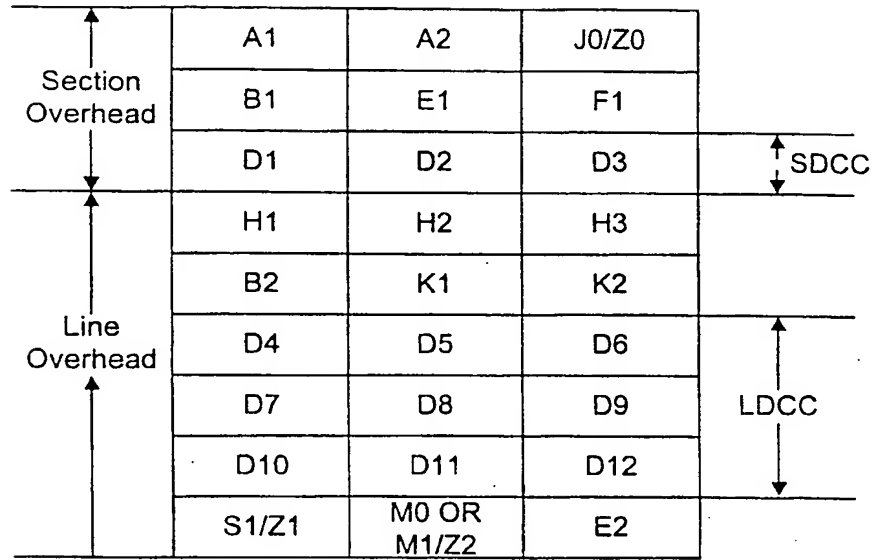 A1 A2 J0/Z0
Section
Overhead
B1 E1 F1
D1 D2 D3 SDCC
H1 H2 H3
B2 K1 K2
Line
Overhead
D4 D5 D6
D7 D8 D9 LDCC
D10 D11 D12
S1/Z1 M0 OR
M1/Z2 E2